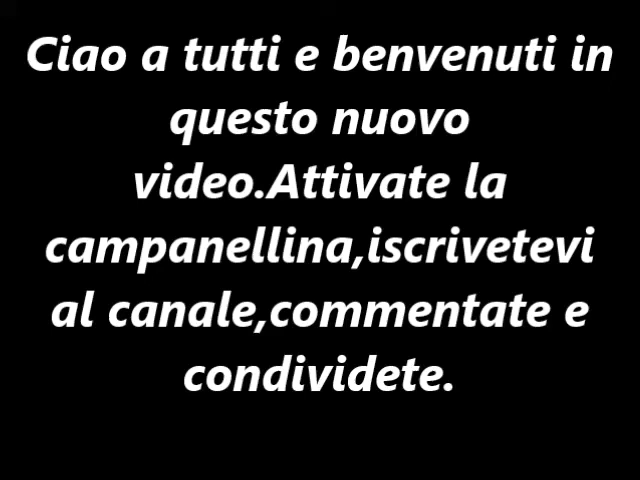 Ciao a tutti e benvenuti in
questo nuovo
video.Attivate la
campanellina,iscrivetevi
al canale,commentate e
condividete.